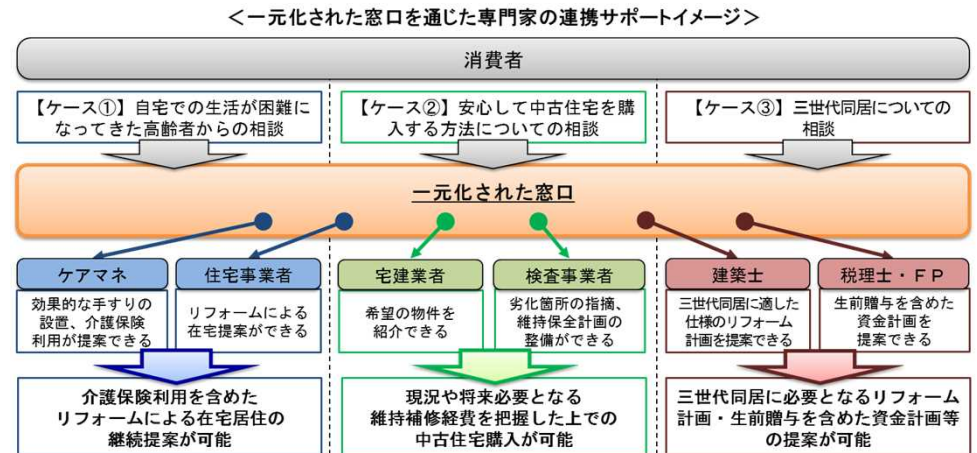 ＜一元化された窓口を通じた専門家の連携サポートイメージ＞
消費者
【ケース①】自宅での生活が困難に
なってきた高齢者からの相談
【ケース②】安心して中古住宅を購
入する方法についての相談
【ケース③】三世代同居についての
相談
一元化された窓口
ケアマネ
効果的な手すりの
設置、介護保険
利用が提案できる
住宅事業者
リフォームによる
在宅提案ができる
宅建業者
希望の物件を
紹介できる
検査事業者
劣化箇所の指摘、
維持保全計画の
整備ができる
建築士
三世代同居に適した
仕様のリフォーム
計画を提案できる
税理士・ＦＰ
生前贈与を含めた
資金計画を
提案できる
介護保険利用を含めた
リフォームによる在宅居住の
継続提案が可能
現況や将来必要となる
維持補修経費を把握した上での
中古住宅購入が可能
三世代同居に必要となるリフォーム
計画・生前贈与を含めた資金計画等
の提案が可能